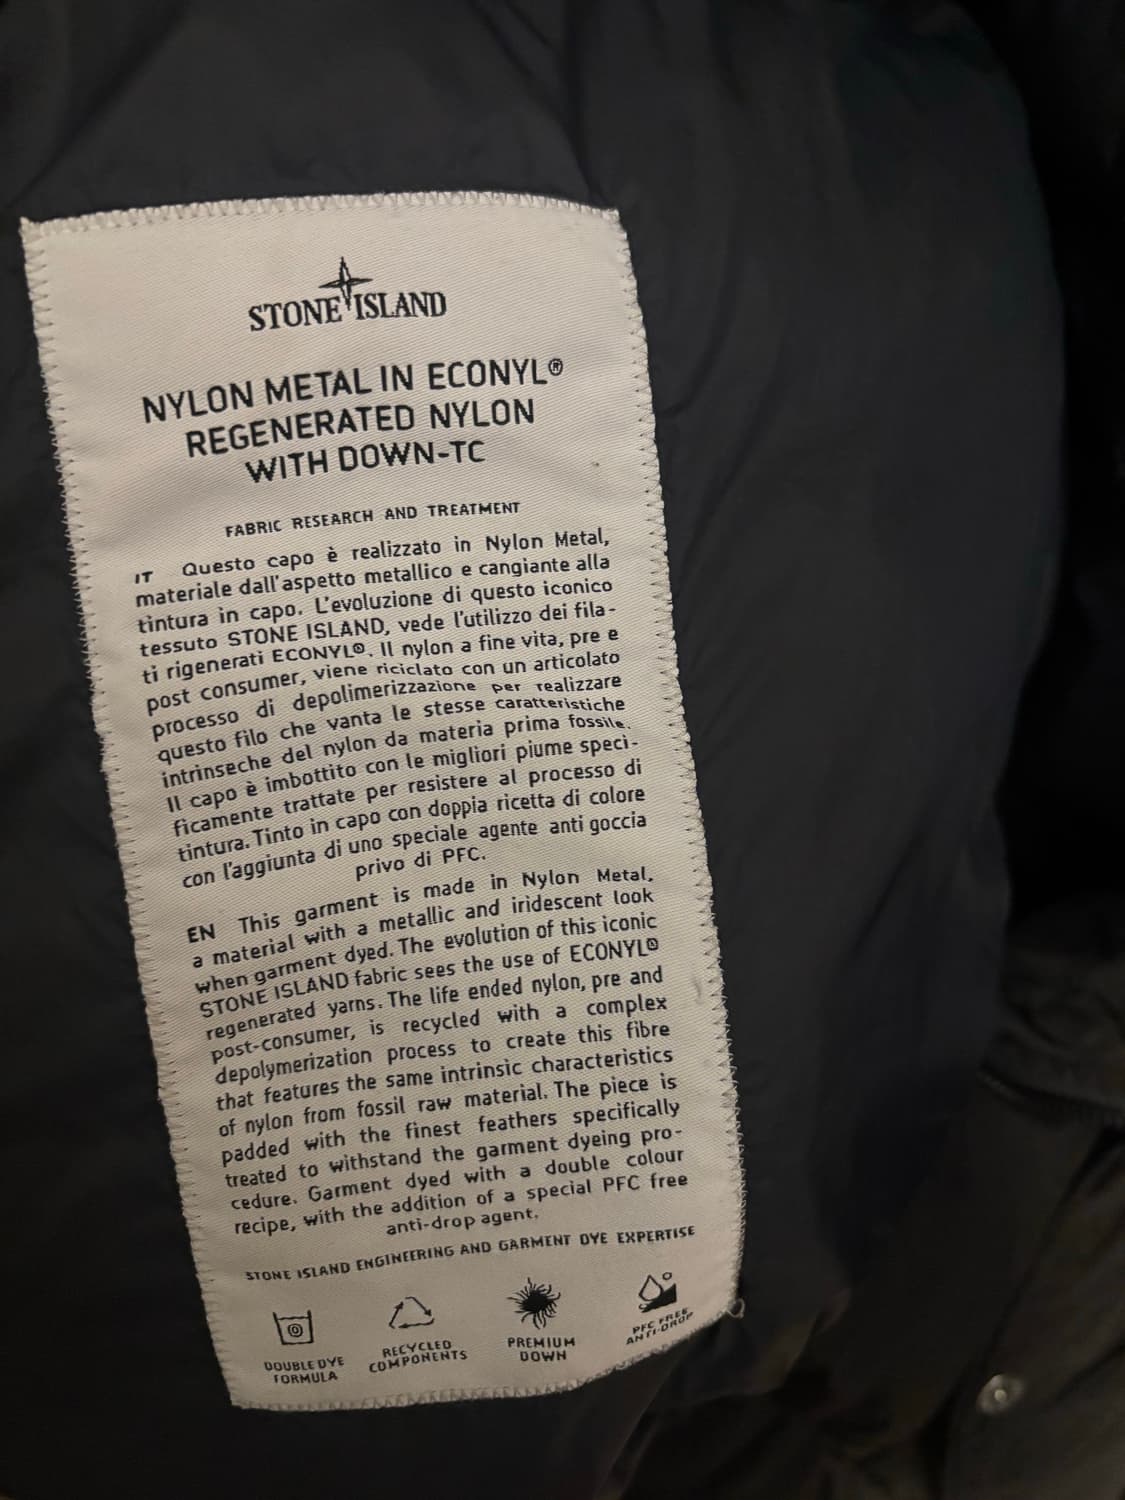 STONE ISLAND
NYLON METAL IN ECONYL®
REGENERATED NYLON
WITH DOWN-TC
FABRIC RESEARCH AND TREATMENT
IT Questo capo è realizzato in Nylon Metal,
materiale dall'aspetto metallico e cangiante alla
tintura in capo. L'evoluzione di questo iconico
tessuto STONE ISLAND, vede l'utilizzo dei fila-
ti rigenerati ECONYL®. Il nylon a fine vita, pre e
post consumer, viene riciclato con un articolato
processo di depolimerizzazione per realizzare
questo filo che vanta le stesse caratteristiche
intrinseche del nylon da materia prima fossile.
Il capo è imbottito con le migliori piume speci-
ficamente trattate per resistere al processo di
tintura. Tinto in capo con doppia ricetta di colore
con l'aggiunta di uno speciale agente anti goccia
privo di PFC.
EN This garment is made in Nylon Metal,
a material with a metallic and iridescent look
when garment dyed. The evolution of this iconic
STONE ISLAND fabric sees the use of ECONYL®
regenerated yarns. The life ended nylon, pre and
post-consumer, is recycled with a complex
depolymerization process to create this fibre
that features the same intrinsic characteristics
of nylon from fossil raw material. The piece is
padded with the finest feathers specifically
treated to withstand the garment dyeing pro-
cedure. Garment dyed with a double colour
recipe, with the addition of a special PFC free
anti-drop agent.
STONE ISLAND ENGINEERING AND GARMENT DYE EXPERTISE
DOUBLE DYE
FORMULA
RECYCLED
COMPONENTS
PREMIUM
DOWN
PFC FREE
ANTI-DROP